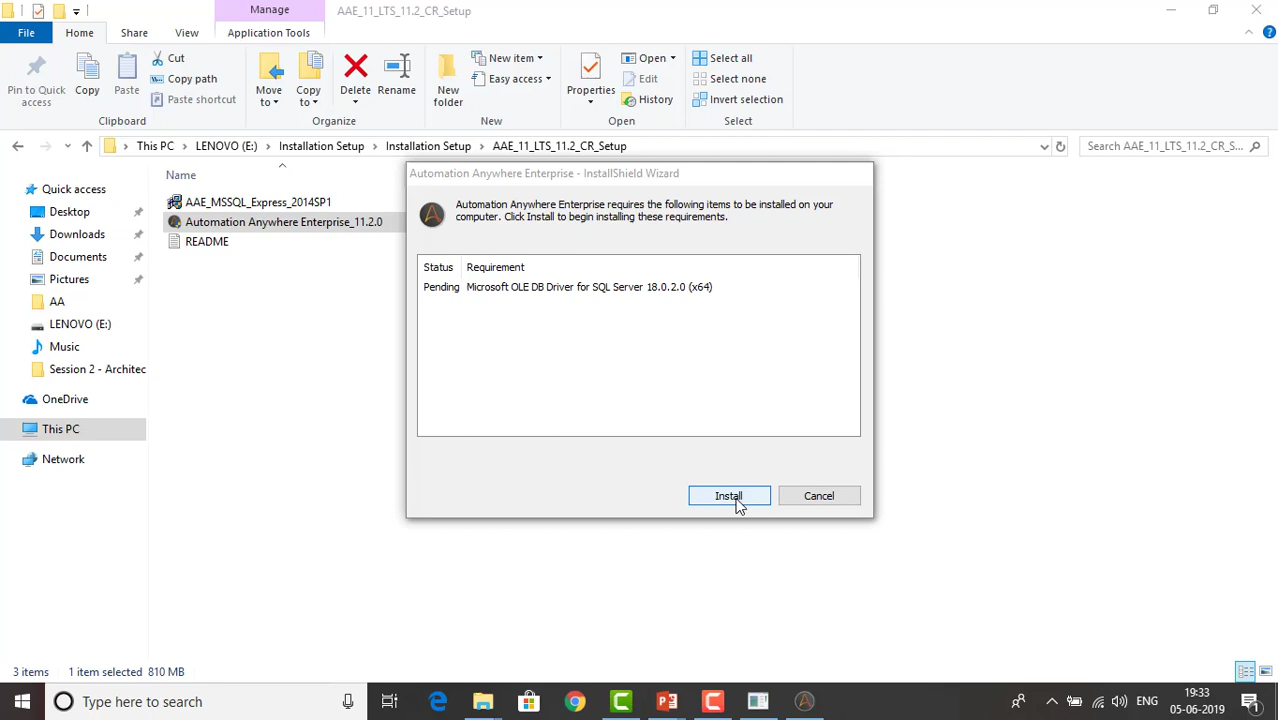 Manage
AAE_11_LTS_11.2_CR_Setup
File
Home
Share
View
Application Tools
Pin to Quick access
Copy
Paste
Cut
Copy path
Paste shortcut
Clipboard
Move to
Copy to
Delete
Rename
Organize
New folder
New item
Easy access
New
Properties
Open
Edit
History
Open
Select all
Select none
Invert selection
Select
This PC > LENOVO (E:) > Installation Setup > Installation Setup > AAE_11_LTS_11.2_CR_Setup
Search AAE_11_LTS_11.2_CR_S...
Quick access
Desktop
Downloads
Documents
Pictures
AA
LENOVO (E:)
Music
Session 2 - Architec
OneDrive
This PC
Network
Name
AAE_MSSQL_Express_2014SP1
Automation Anywhere Enterprise_11.2.0
README
Automation Anywhere Enterprise - InstallShield Wizard
Automation Anywhere Enterprise requires the following items to be installed on your
computer. Click Install to begin installing these requirements.
Status Requirement
Pending Microsoft OLE DB Driver for SQL Server 18.0.2.0 (x64)
Install
Cancel
3 items 1 item selected 810 MB
Type here to search
ENG
19:33
05-06-2019
1